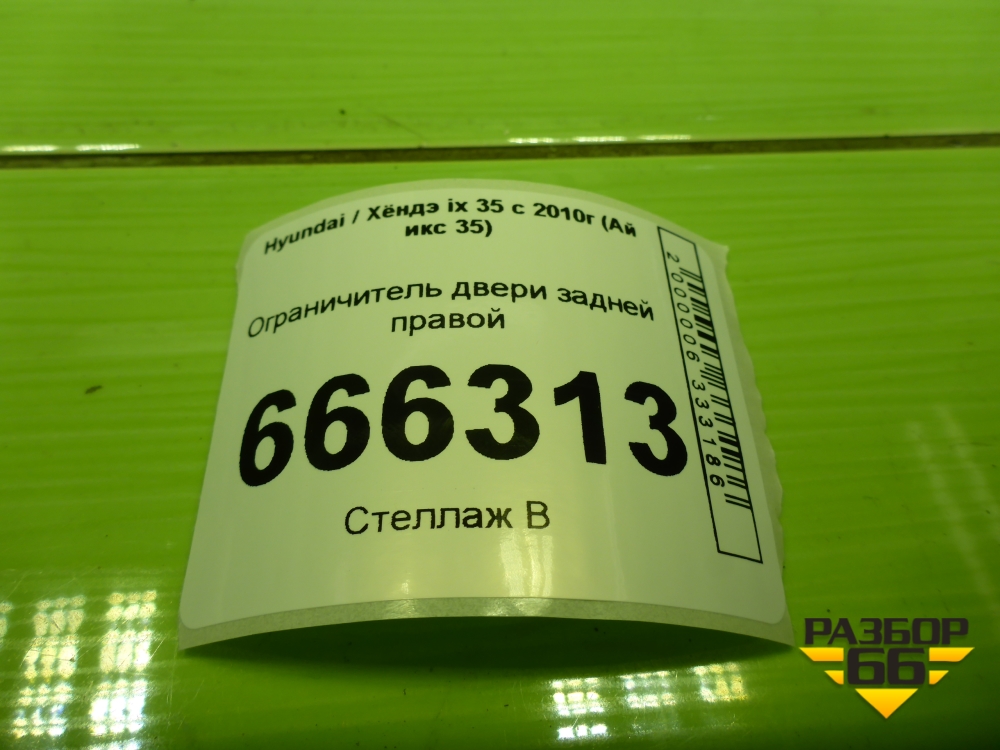 Hyundai / Хёндэ ix 35 с 2010г (Ай
икс 35)
Ограничитель двери задней
правой
666313
Стеллаж В
2000006333186
РАЗБОР
66